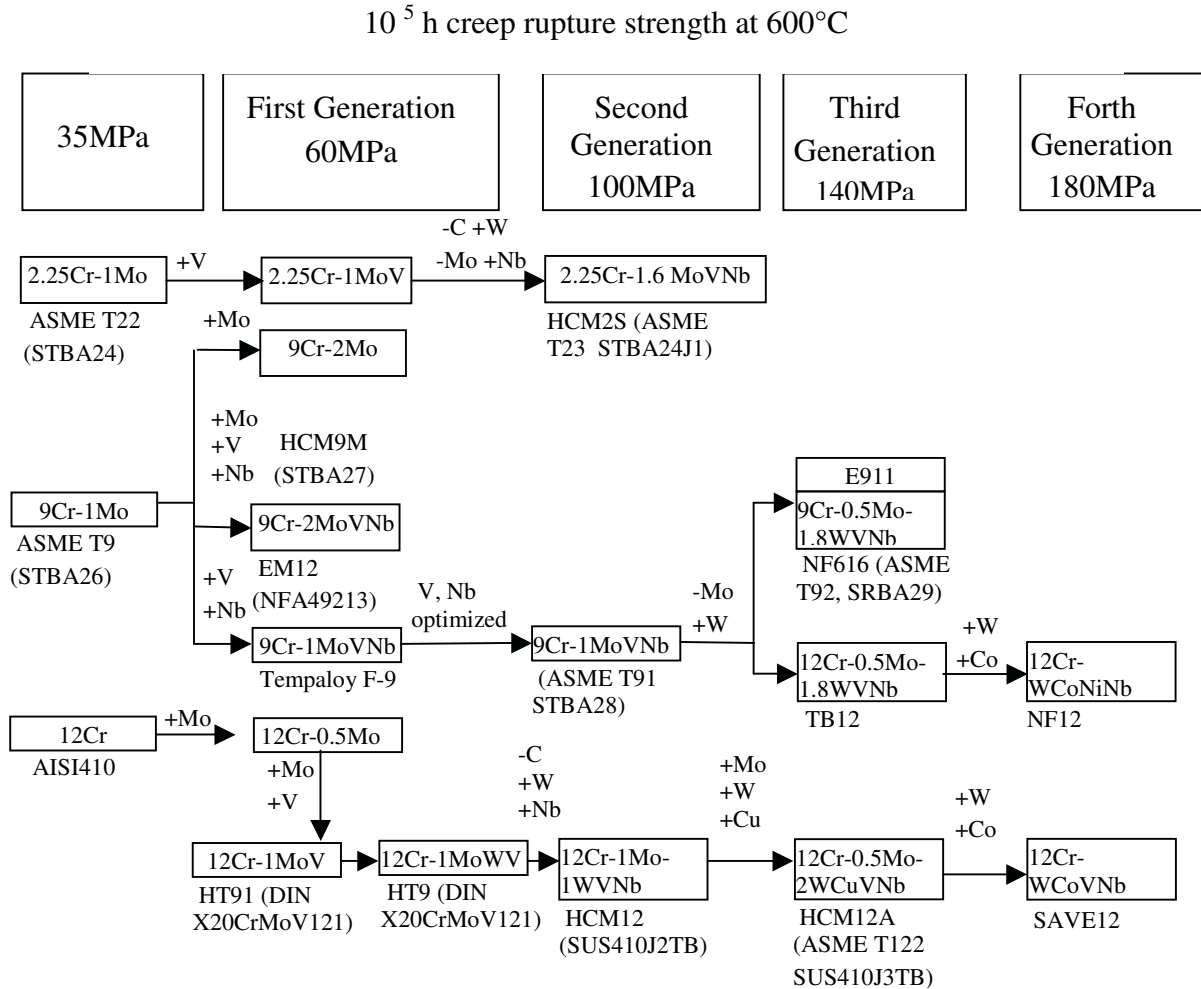 10 5 h creep rupture strength at 600°C
35MPa
First Generation
60MPa
Second
Generation
100MPa
Third
Generation
140MPa
Forth
Generation
180MPa
2.25Cr-1Mo
ASME T22
(STBA24)
+V
2.25Cr-1MoV
-C +W
-Mo +Nb
2.25Cr-1.6 MoVNb
HCM2S (ASME
T23 STBA24J1)
+Mo
9Cr-2Mo
HCM9M
(STBA27)
+Mo
+V
+Nb
9Cr-1Mo
ASME T9
(STBA26)
9Cr-2MoVNb
EM12
(NFA49213)
+V
+Nb
9Cr-1MoVNb
Tempaloy F-9
V, Nb
optimized
9Cr-1MoVNb
(ASME T91
STBA28)
-Mo
+W
E911
9Cr-0.5Mo-
1.8WVNb
NF616 (ASME
T92, SRBA29)
12Cr-0.5Mo-
1.8WVNb
TB12
+W
+Co
12Cr-
WCoNiNb
NF12
12Cr
AISI410
+Mo
12Cr-0.5Mo
+Mo
+V
12Cr-1MoV
HT91 (DIN
X20CrMoV121)
12Cr-1MoWV
HT9 (DIN
X20CrMoV121)
-C
+W
+Nb
12Cr-1Mo-
1WVNb
HCM12
(SUS410J2TB)
+Mo
+W
+Cu
12Cr-0.5Mo-
2WCuVNb
HCM12A
(ASME T122
SUS410J3TB)
+W
+Co
12Cr-
WCoVNb
SAVE12